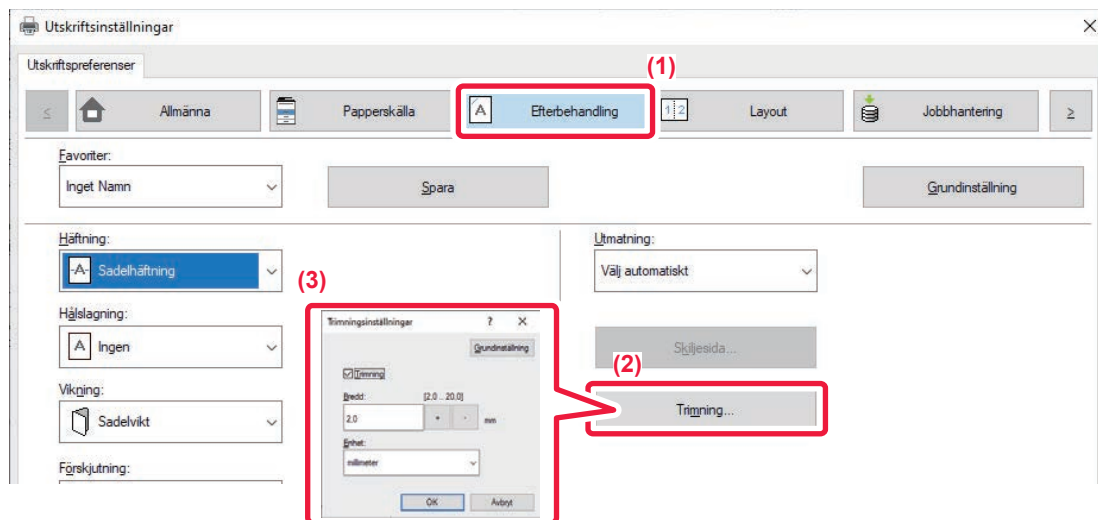 Utskriftsinställningar
Utskriftspreferenser
(1)
≤ Allmänna Papperskälla A Efterbehandling 1 2 Layout Jobbhantering ≥
Favoriter:
Inget Namn Spara Grundinställning
Häftning: Utmatning:
-A- Sadelhäftning Välj automatiskt
(3)
Hålslagning:
Trimningsinställningar ? X
A Ingen Grundinställning Skiljesida...
(2)
Trimning
Vikning: Bredd: [2.0 .. 20.0]
Sadelvikt 2.0 + - mm Trimning...
Enhet:
Förskjutning: millimeter
OK Avbryt